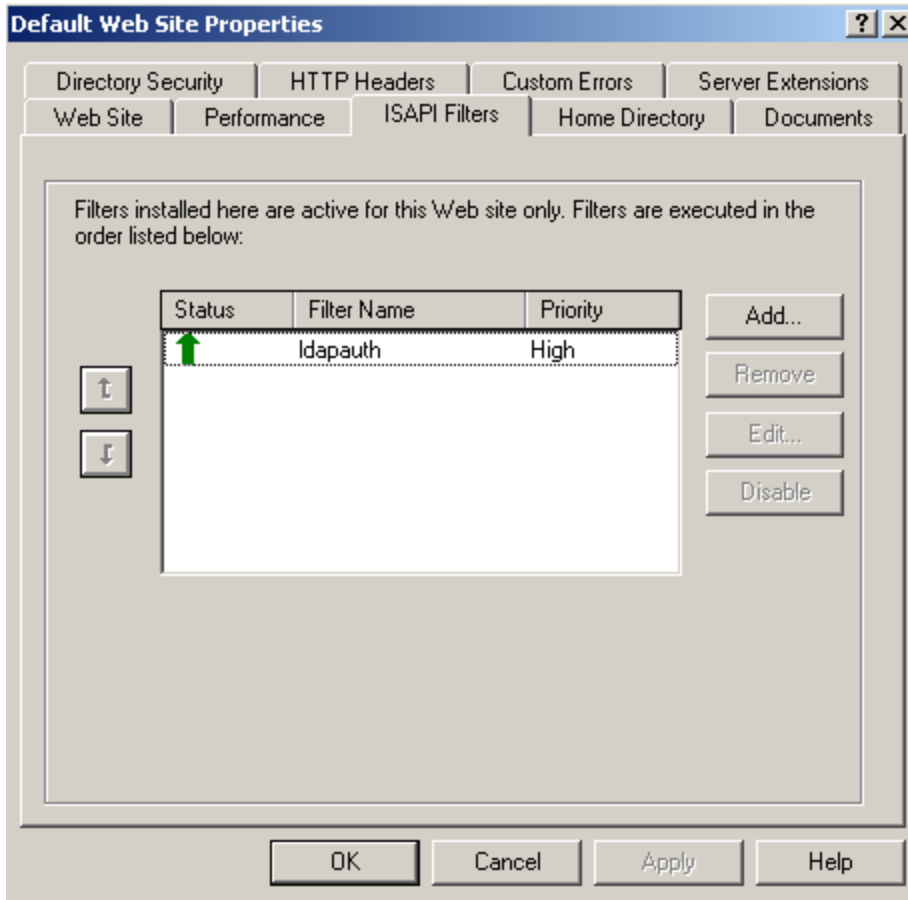 Default Web Site Properties
Directory Security HTTP Headers Custom Errors Server Extensions
Web Site Performance ISAPI Filters Home Directory Documents
Filters installed here are active for this Web site only. Filters are executed in the
order listed below:
Status Filter Name Priority
ldapauth High
Add...
Remove
Edit...
Disable
OK Cancel Apply Help